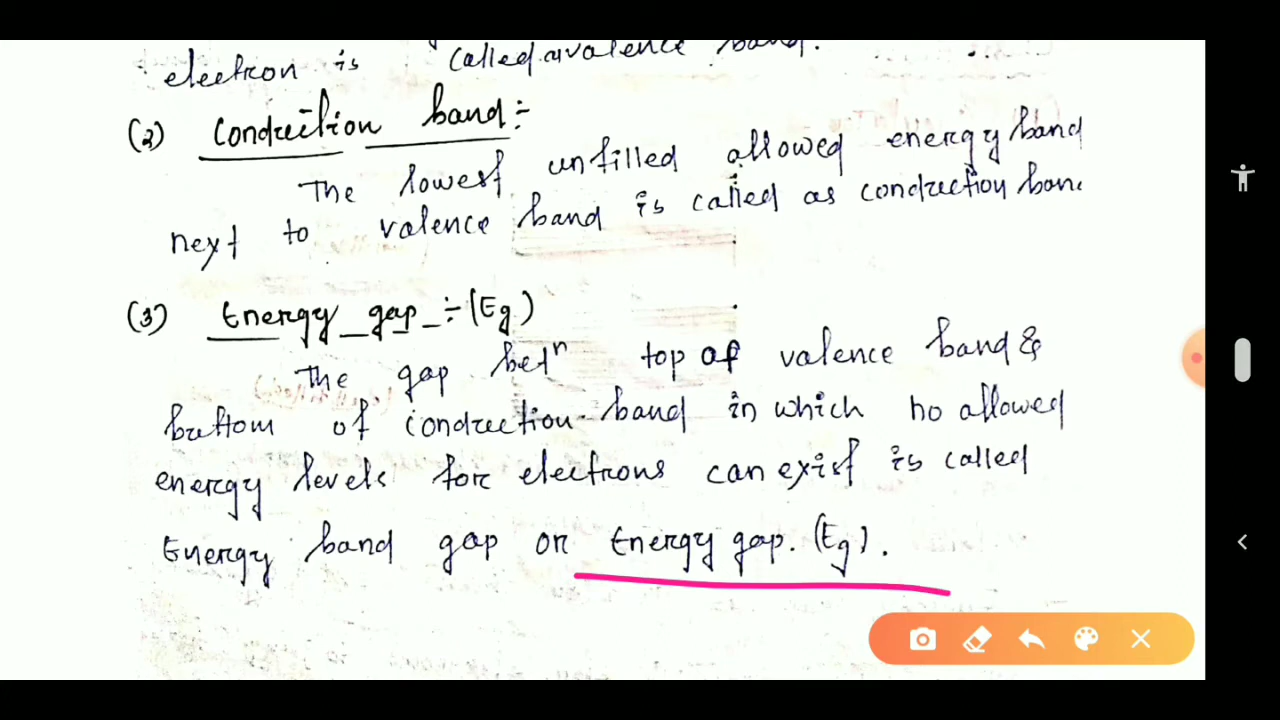 electron is called a valence band.
(2) Conduction band:-
The lowest unfilled allowed energy band
next to valence band is called as conduction ban
(3) Energy gap :- (Eg)
The gap betn top of valence band &
bottom of conduction band in which no allowed
energy levels for electrons can exist is called
Energy band gap or Energy gap. (Eg).